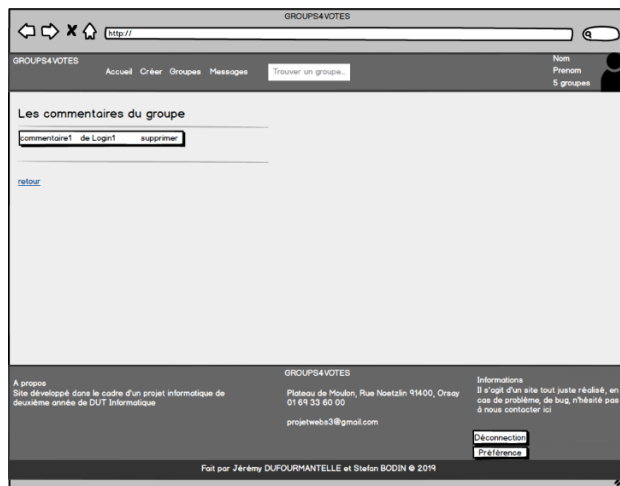 GROUPS4VOTES
http://
GROUPS4VOTES
Accueil Créer Groupes Messages
Trouver un groupe...
Nom
Prenom
5 groupes
Les commentaires du groupe
commentaire1 de Login1 supprimer
retour
A propos
Site développé dans le cadre d'un projet informatique de
deuxième année de DUT Informatique
GROUPS4VOTES
Plateau de Moulon, Rue Noetzlin 91400, Orsay
01 69 33 60 00
projetwebs3@gmail.com
Informations
Il s'agit d'un site tout juste réalisé, en
cas de problème, de bug, n'hésité pas
à nous contacter ici
Déconnection
Préférence
Fait par Jérémy DUFOURMANTELLE et Stefan BODIN © 2019